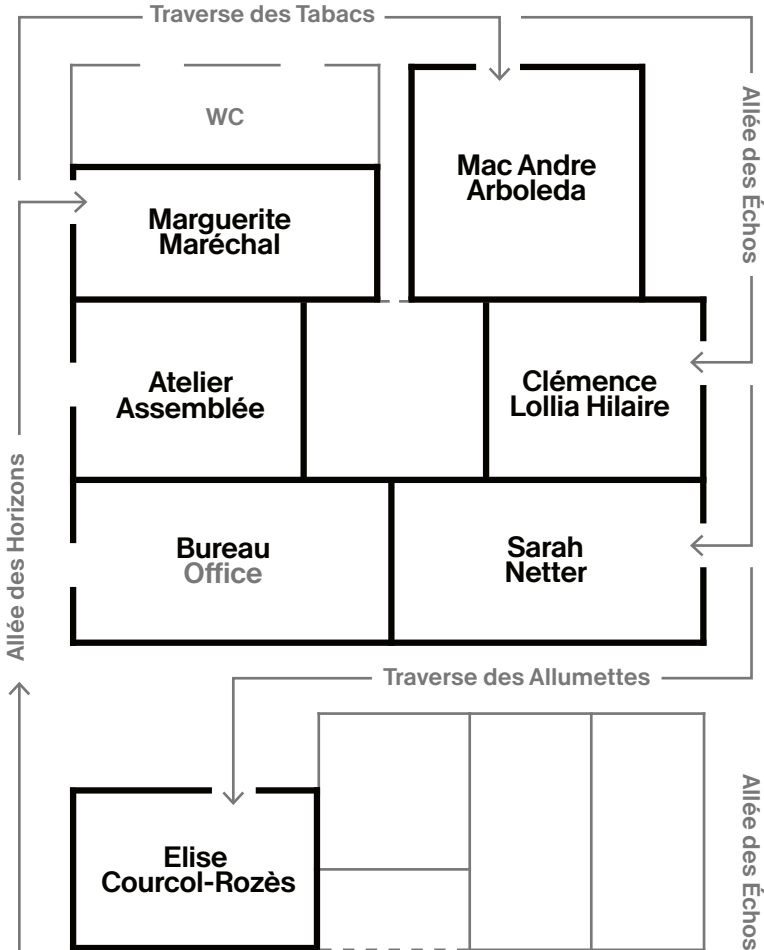 Traverse des Tabacs
WC
Allée des Échos
Mac Andre
Arboleda
Marguerite
Maréchal
Atelier
Assemblée
Clémence
Lollia Hilaire
Allée des Horizons
Bureau
Office
Sarah
Netter
Traverse des Allumettes
Elise
Courcol-Rozès
Allée des Échos